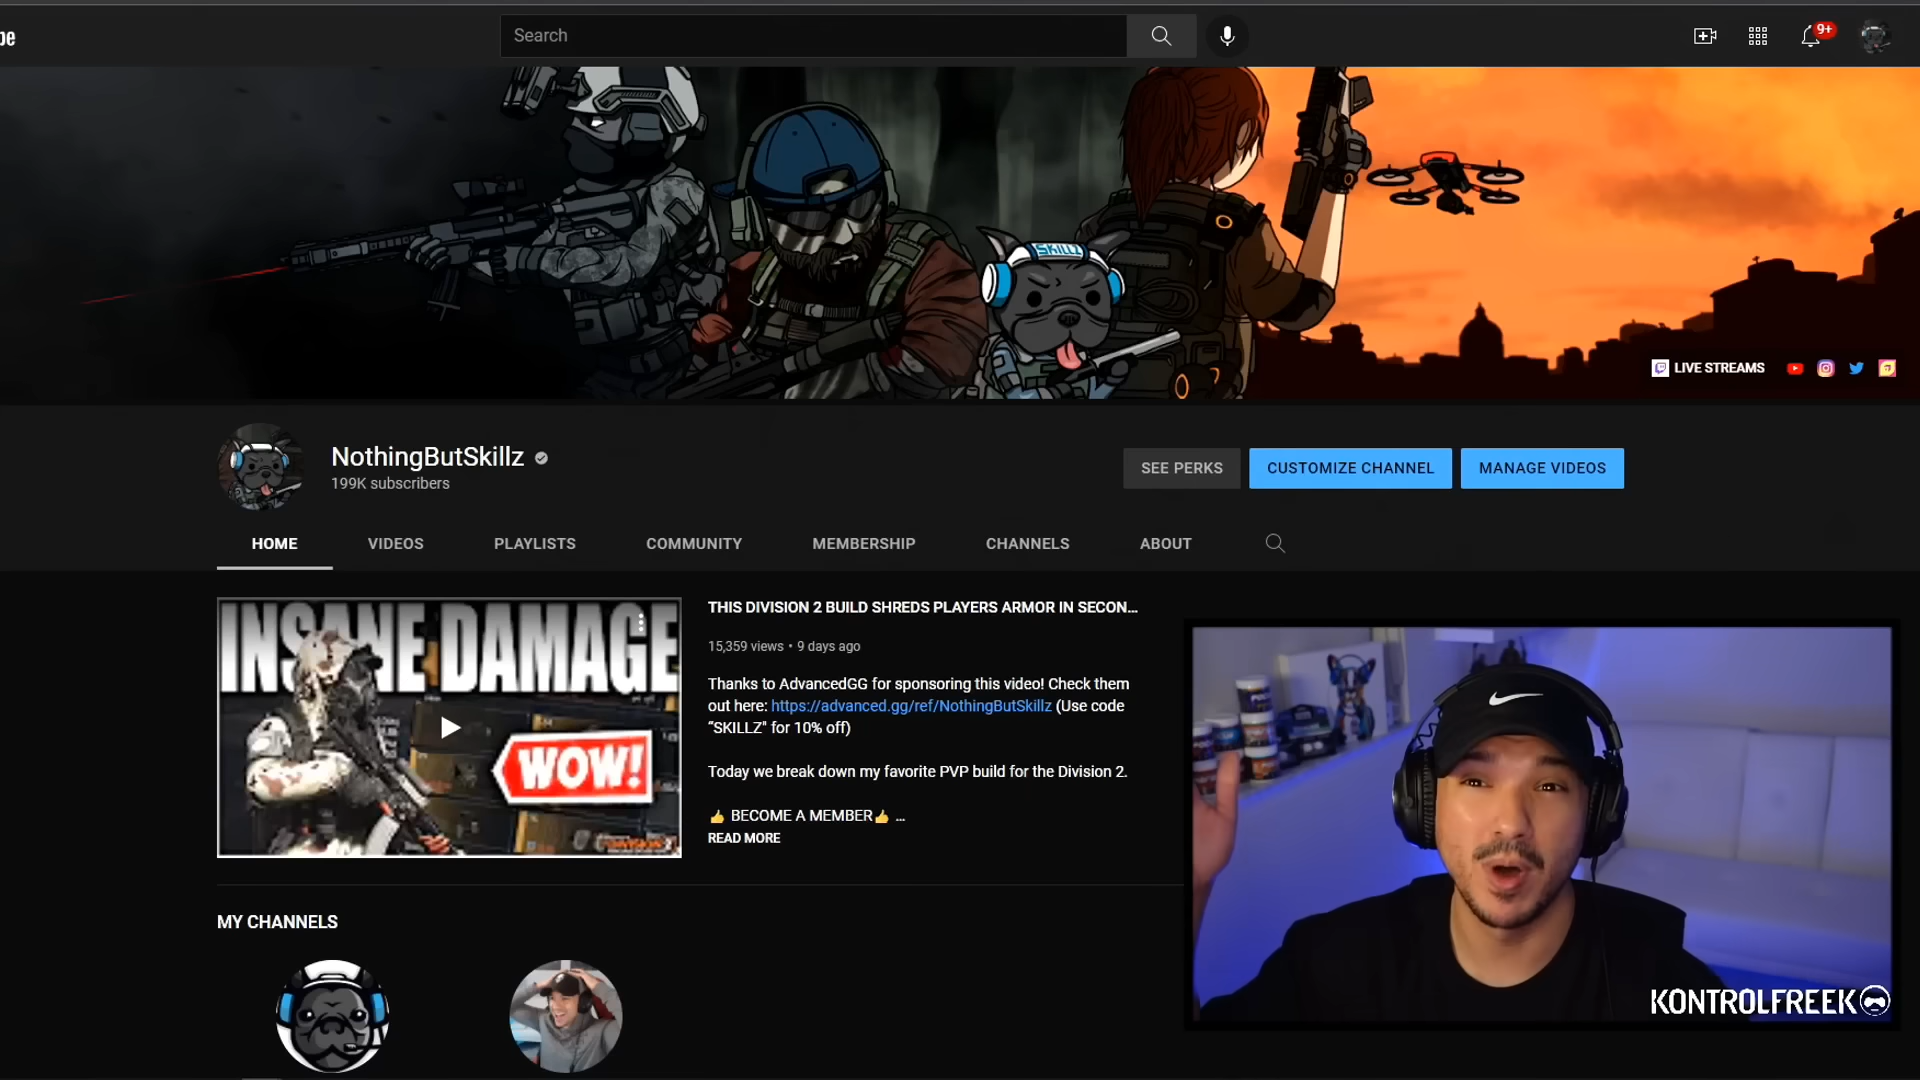 be
Search
9+
SKILLZ
LIVE STREAMS
NothingButSkillz
199K subscribers
SEE PERKS
CUSTOMIZE CHANNEL
MANAGE VIDEOS
HOME
VIDEOS
PLAYLISTS
COMMUNITY
MEMBERSHIP
CHANNELS
ABOUT
INSANE DAMAGE
WOW!
THIS DIVISION 2 BUILD SHREDS PLAYERS ARMOR IN SECON...
15,359 views • 9 days ago
Thanks to AdvancedGG for sponsoring this video! Check them
out here: https://advanced.gg/ref/NothingButSkillz (Use code
“SKILLZ" for 10% off)
Today we break down my favorite PVP build for the Division 2.
👍 BECOME A MEMBER👍 ...
READ MORE
MY CHANNELS
KONTROLFREEK